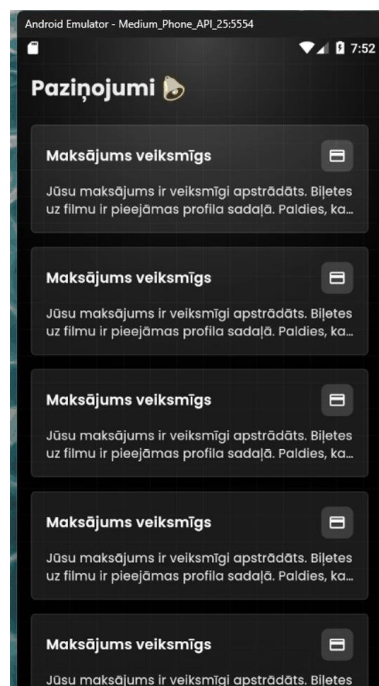 Android Emulator - Medium_Phone_API_25:5554
7:52
Paziņojumi
Maksājums veiksmīgs
Jūsu maksājums ir veiksmīgi apstrādāts. Biļetes
uz filmu ir pieejāmas profila sadaļā. Paldies, ka...
Maksājums veiksmīgs
Jūsu maksājums ir veiksmīgi apstrādāts. Biļetes
uz filmu ir pieejāmas profila sadaļā. Paldies, ka...
Maksājums veiksmīgs
Jūsu maksājums ir veiksmīgi apstrādāts. Biļetes
uz filmu ir pieejāmas profila sadaļā. Paldies, ka...
Maksājums veiksmīgs
Jūsu maksājums ir veiksmīgi apstrādāts. Biļetes
uz filmu ir pieejāmas profila sadaļā. Paldies, ka...
Maksājums veiksmīgs
Jūsu maksājums ir veiksmīgi apstrādāts. Biļetes